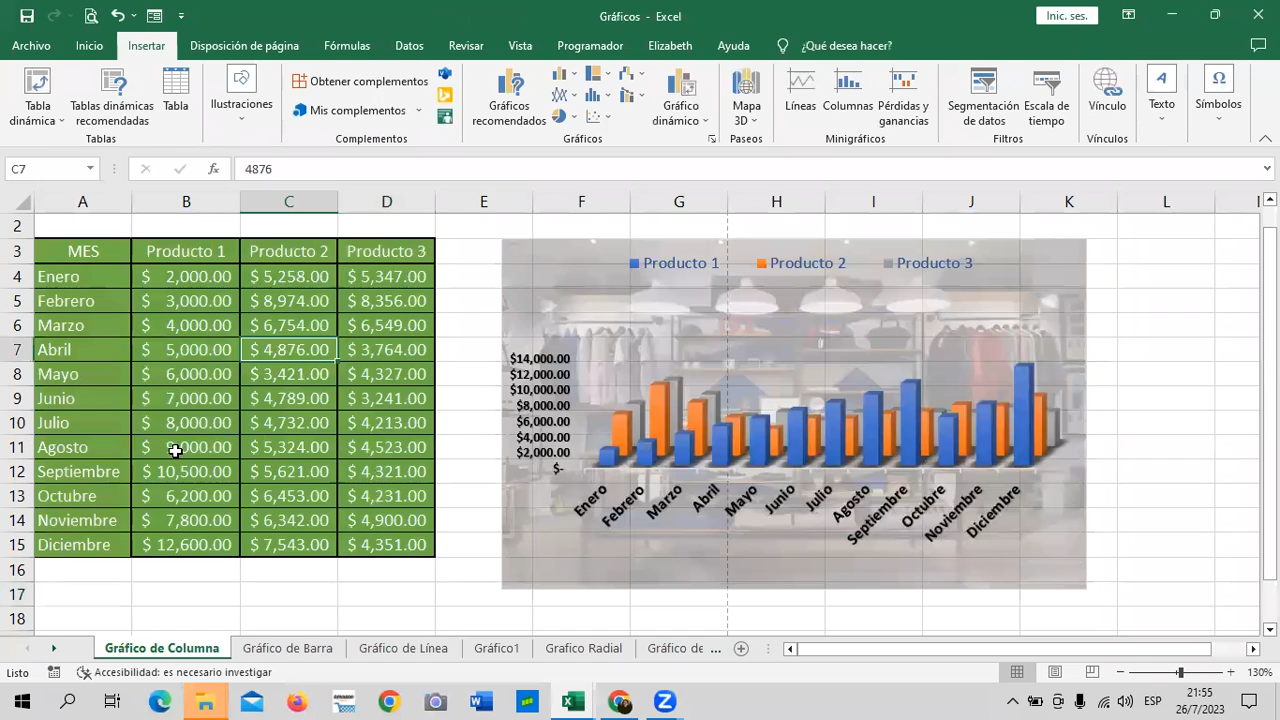 Gráficos - Excel
Inic. ses.
Archivo Inicio Insertar Disposición de página Fórmulas Datos Revisar Vista Programador Elizabeth Ayuda ¿Qué desea hacer?
Tabla dinámica
Tablas dinámicas recomendadas
Tabla
Ilustraciones
Obtener complementos
Mis complementos
Gráficos recomendados
Gráfico dinámico
Mapa 3D
Líneas
Columnas
Pérdidas y ganancias
Segmentación de datos
Escala de tiempo
Vínculo
Texto
Símbolos
Tablas Complementos Gráficos Paseos Minigráficos Filtros Vínculos
C7 fx 4876
A B C D E F G H I J K L
2
3 MES Producto 1 Producto 2 Producto 3
4 Enero $ 2,000.00 $ 5,258.00 $ 5,347.00
5 Febrero $ 3,000.00 $ 8,974.00 $ 8,356.00
6 Marzo $ 4,000.00 $ 6,754.00 $ 6,549.00
7 Abril $ 5,000.00 $ 4,876.00 $ 3,764.00
8 Mayo $ 6,000.00 $ 3,421.00 $ 4,327.00
9 Junio $ 7,000.00 $ 4,789.00 $ 3,241.00
10 Julio $ 8,000.00 $ 4,732.00 $ 4,213.00
11 Agosto $ 9,000.00 $ 5,324.00 $ 4,523.00
12 Septiembre $ 10,500.00 $ 5,621.00 $ 4,321.00
13 Octubre $ 6,200.00 $ 6,453.00 $ 4,231.00
14 Noviembre $ 7,800.00 $ 6,342.00 $ 4,900.00
15 Diciembre $ 12,600.00 $ 7,543.00 $ 4,351.00
16
17
18
Producto 1 Producto 2 Producto 3
$14,000.00
$12,000.00
$10,000.00
$8,000.00
$6,000.00
$4,000.00
$2,000.00
$-
Enero Febrero Marzo Abril Mayo Junio Julio Agosto Septiembre Octubre Noviembre Diciembre
Gráfico de Columna Gráfico de Barra Gráfico de Línea Gráfico1 Grafico Radial Gráfico de ...
Listo Accesibilidad: es necesario investigar 130%
ESP
21:55
26/7/2023